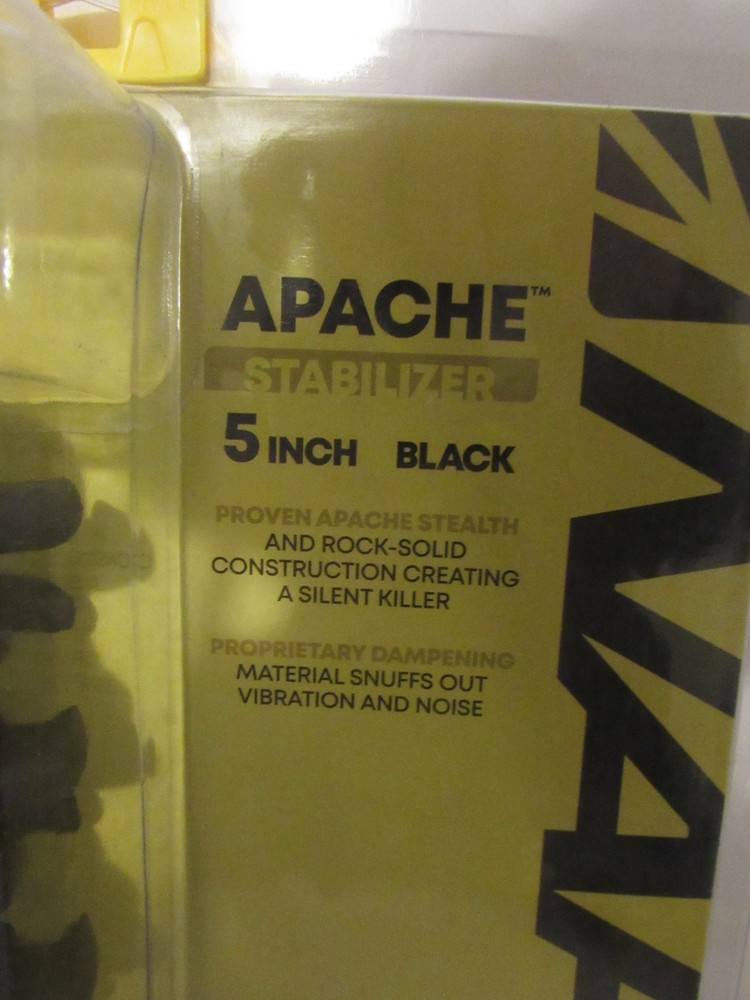 APACHE™
STABILIZER
5 INCH BLACK
PROVEN APACHE STEALTH
AND ROCK-SOLID
CONSTRUCTION CREATING
A SILENT KILLER
PROPRIETARY DAMPENING
MATERIAL SNUFFS OUT
VIBRATION AND NOISE